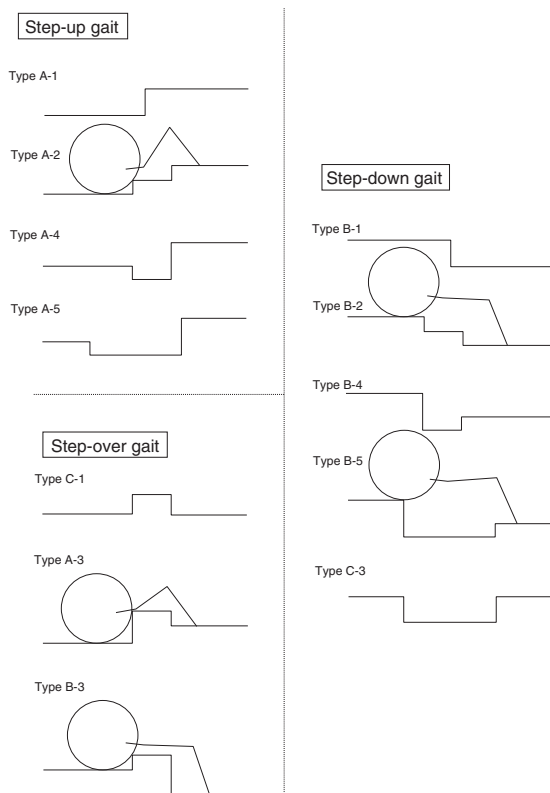 Step-up gait
Type A-1
Type A-2
Type A-4
Type A-5
Step-over gait
Type C-1
Type A-3
Type B-3
Step-down gait
Type B-1
Type B-2
Type B-4
Type B-5
Type C-3